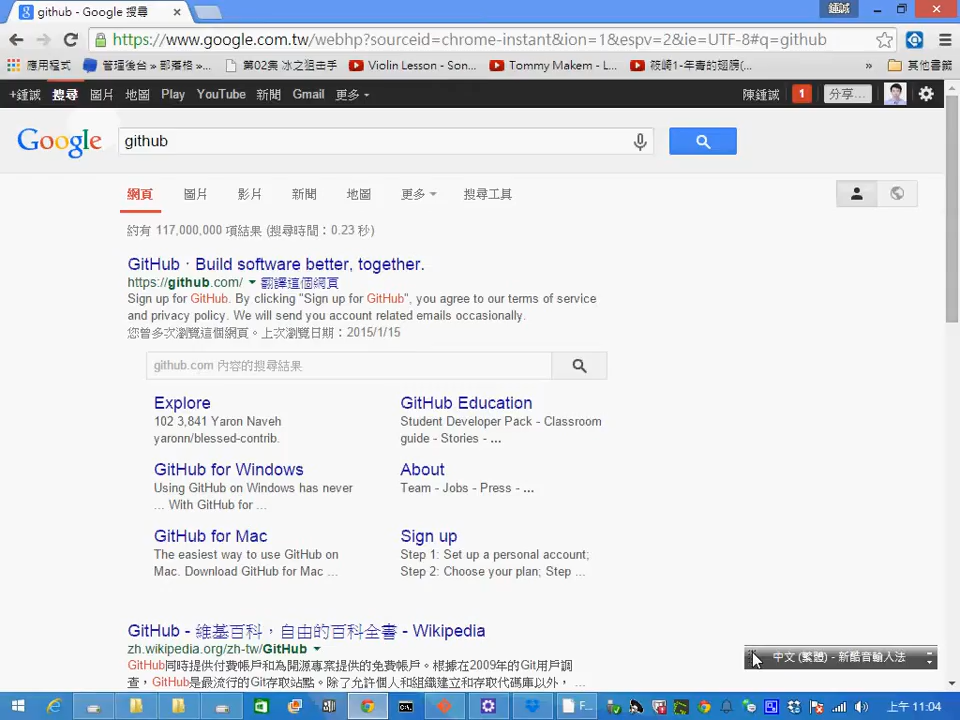 github - Google 搜尋
鍾誠
https://www.google.com.tw/webhp?sourceid=chrome-instant&ion=1&espv=2&ie=UTF-8#q=github
應用程式 管理後台 » 部落格 »... 第02集 冰之狙击手 Violin Lesson - Son... Tommy Makem - L... 筱崎1-年春的翅膀(... » 其他書籤
+鍾誠 搜尋 圖片 地圖 Play YouTube 新聞 Gmail 更多 陳鍾誠 1 分享...
Google github
網頁 圖片 影片 新聞 地圖 更多 搜尋工具
約有 117,000,000 項結果 (搜尋時間：0.23 秒)
GitHub · Build software better, together.
https://github.com/ 翻譯這個網頁
Sign up for GitHub. By clicking "Sign up for GitHub", you agree to our terms of service
and privacy policy. We will send you account related emails occasionally.
您曾多次瀏覽這個網頁。上次瀏覽日期：2015/1/15
github.com 內容的搜尋結果
Explore
102 3,841 Yaron Naveh
yaronn/blessed-contrib.
GitHub Education
Student Developer Pack - Classroom
guide - Stories - ...
GitHub for Windows
Using GitHub on Windows has never
... With GitHub for ...
About
Team - Jobs - Press - ...
GitHub for Mac
The easiest way to use GitHub on
Mac. Download GitHub for Mac ...
Sign up
Step 1: Set up a personal account;
Step 2: Choose your plan; Step ...
GitHub - 維基百科，自由的百科全書 - Wikipedia
zh.wikipedia.org/zh-tw/GitHub
GitHub同時提供付費帳戶和為開源專案提供的免費帳戶。根據在2009年的Git用戶調
查，GitHub是最流行的Git存取站點。除了允許個人和組織建立和存取代碼庫以外， ...
中文 (繁體) - 新酷音輸入法
F...
上午 11:04